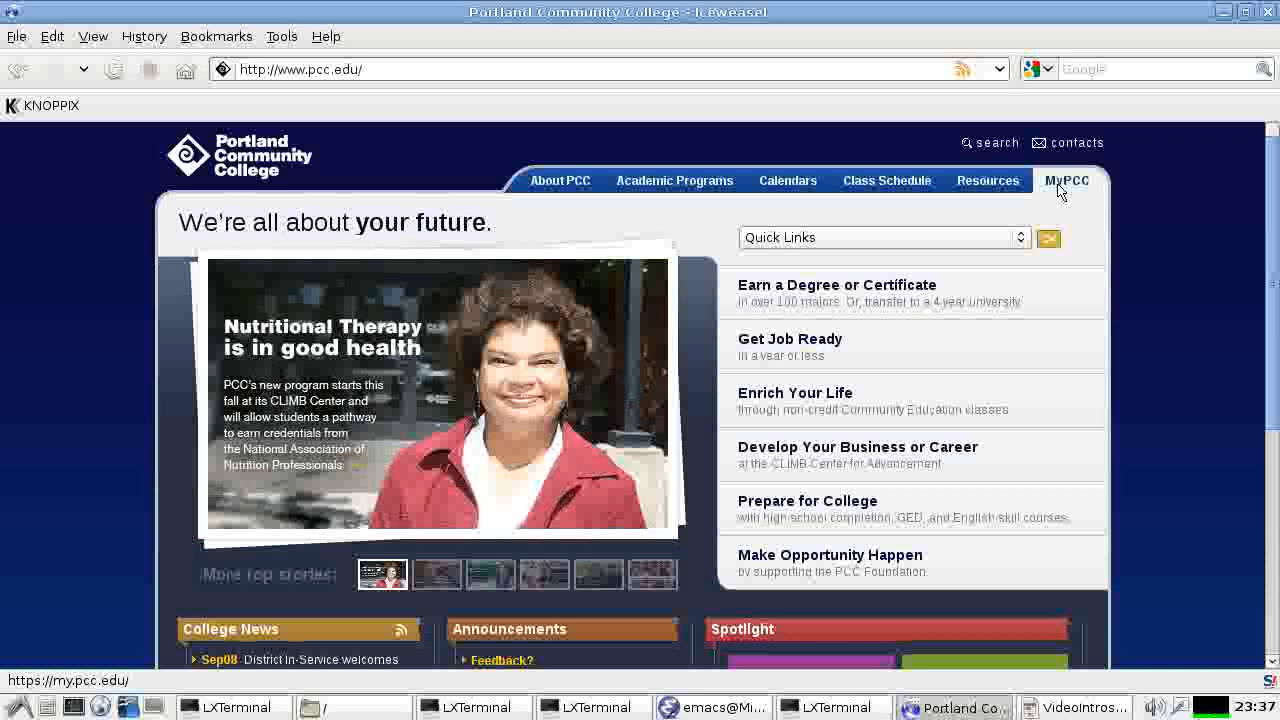 Portland Community College - Iceweasel
File Edit View History Bookmarks Tools Help
http://www.pcc.edu/
Google
KNOPPIX
Portland
Community
College
search contacts
About PCC Academic Programs Calendars Class Schedule Resources MyPCC
We're all about your future.
Quick Links
Nutritional Therapy
is in good health
PCC's new program starts this
fall at its CLIMB Center and
will allow students a pathway
to earn credentials from
the National Association of
Nutrition Professionals
Earn a Degree or Certificate
in over 100 majors. Or, transfer to a 4 year university
Get Job Ready
in a year or less
Enrich Your Life
through non-credit Community Education classes
Develop Your Business or Career
at the CLIMB Center for Advancement
Prepare for College
with high school completion, GED, and English skill courses
Make Opportunity Happen
by supporting the PCC Foundation
More top stories:
College News Announcements Spotlight
Sep08 District In-Service welcomes
Feedback?
https://my.pcc.edu/
LXTerminal / LXTerminal LXTerminal emacs@Mi... LXTerminal Portland Co... VideoIntros... 23:37